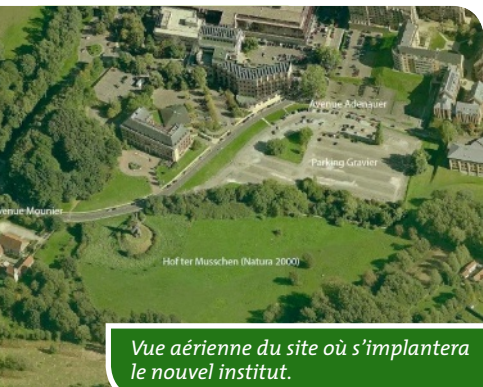 Avenue Adenauer
Parking Gravier
venue Mounier
Hof ter Musschen (Natura 2000)
Vue aérienne du site où s’implantera
le nouvel institut.